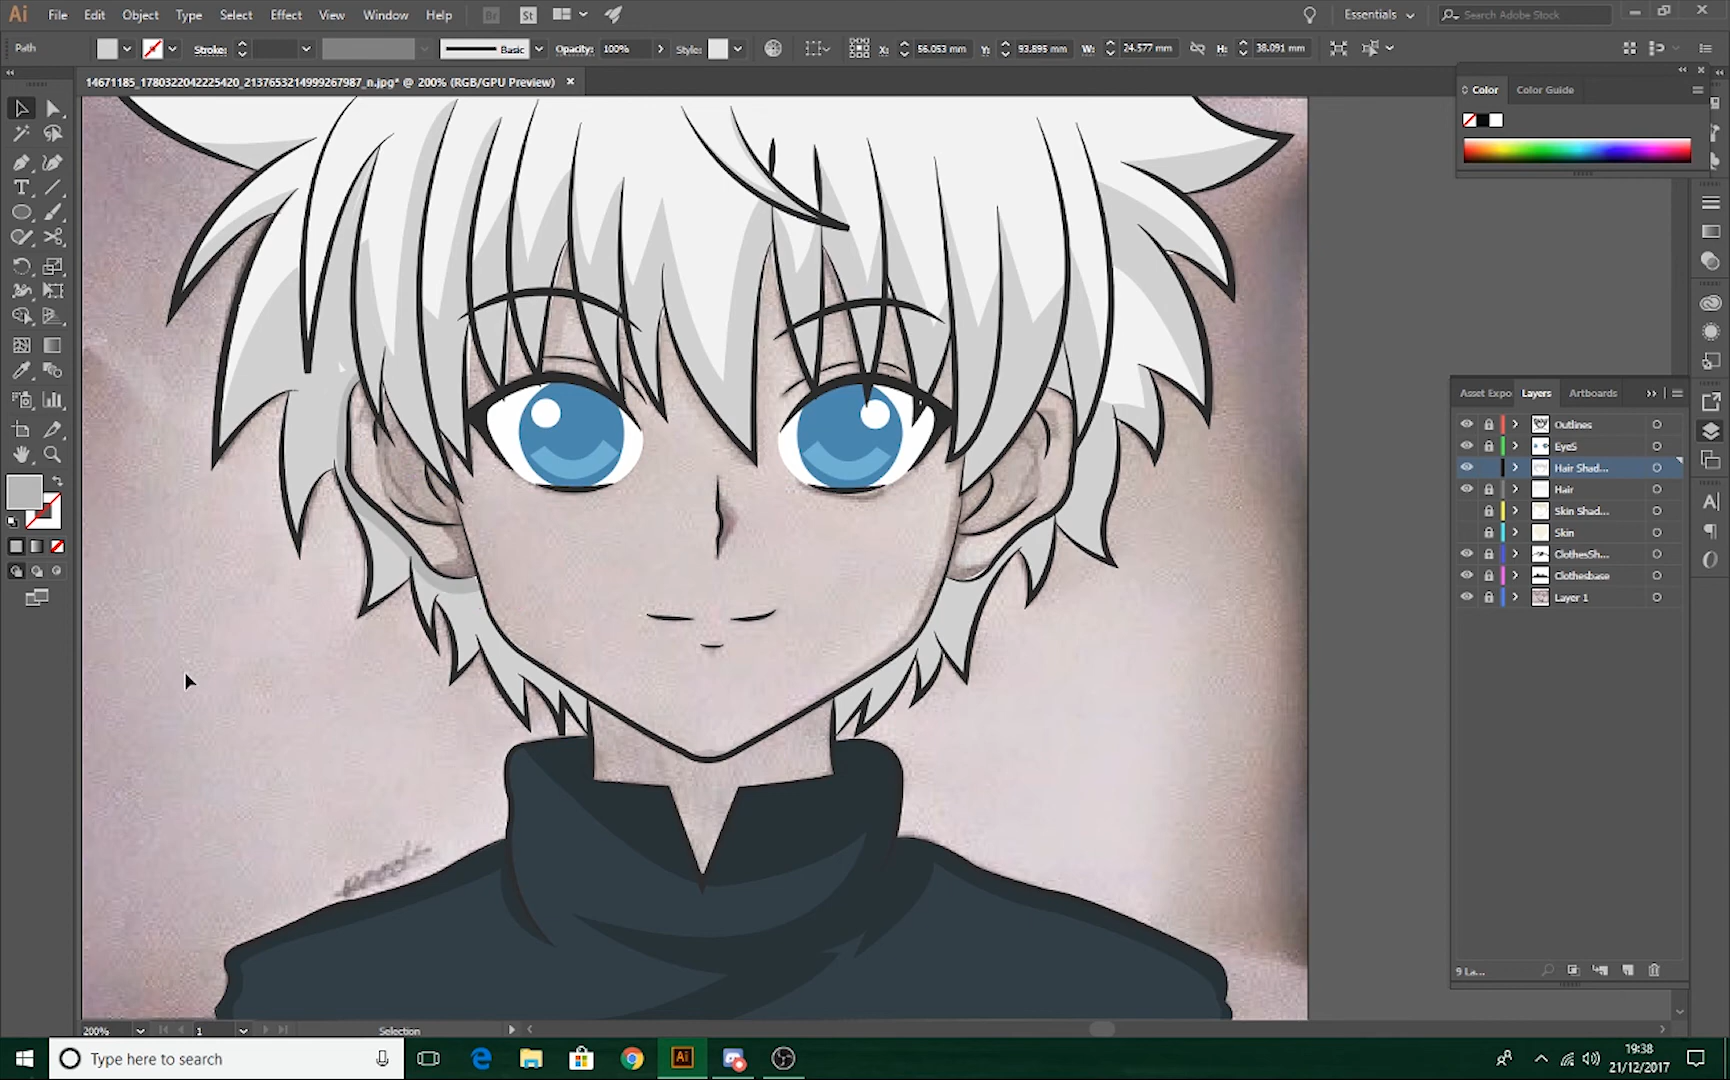 Ai File Edit Object Type Select Effect View Window Help Br St Essentials Search Adobe Stock
Path Stroke: Basic Opacity: 100% Style: X: 56.053 mm Y: 93.895 mm W: 24.577 mm H: 38.091 mm
14671185_1780322042225420_2137653214999267987_n.jpg* @ 200% (RGB/GPU Preview)
Color Color Guide
Asset Expo Layers Artboards
Outlines
EyeS
Hair Shad...
Hair
Skin Shad...
Skin
ClothesSh...
Clothesbase
Layer 1
9 La...
200% 1 Selection
Type here to search
Ai
19:38
21/12/2017